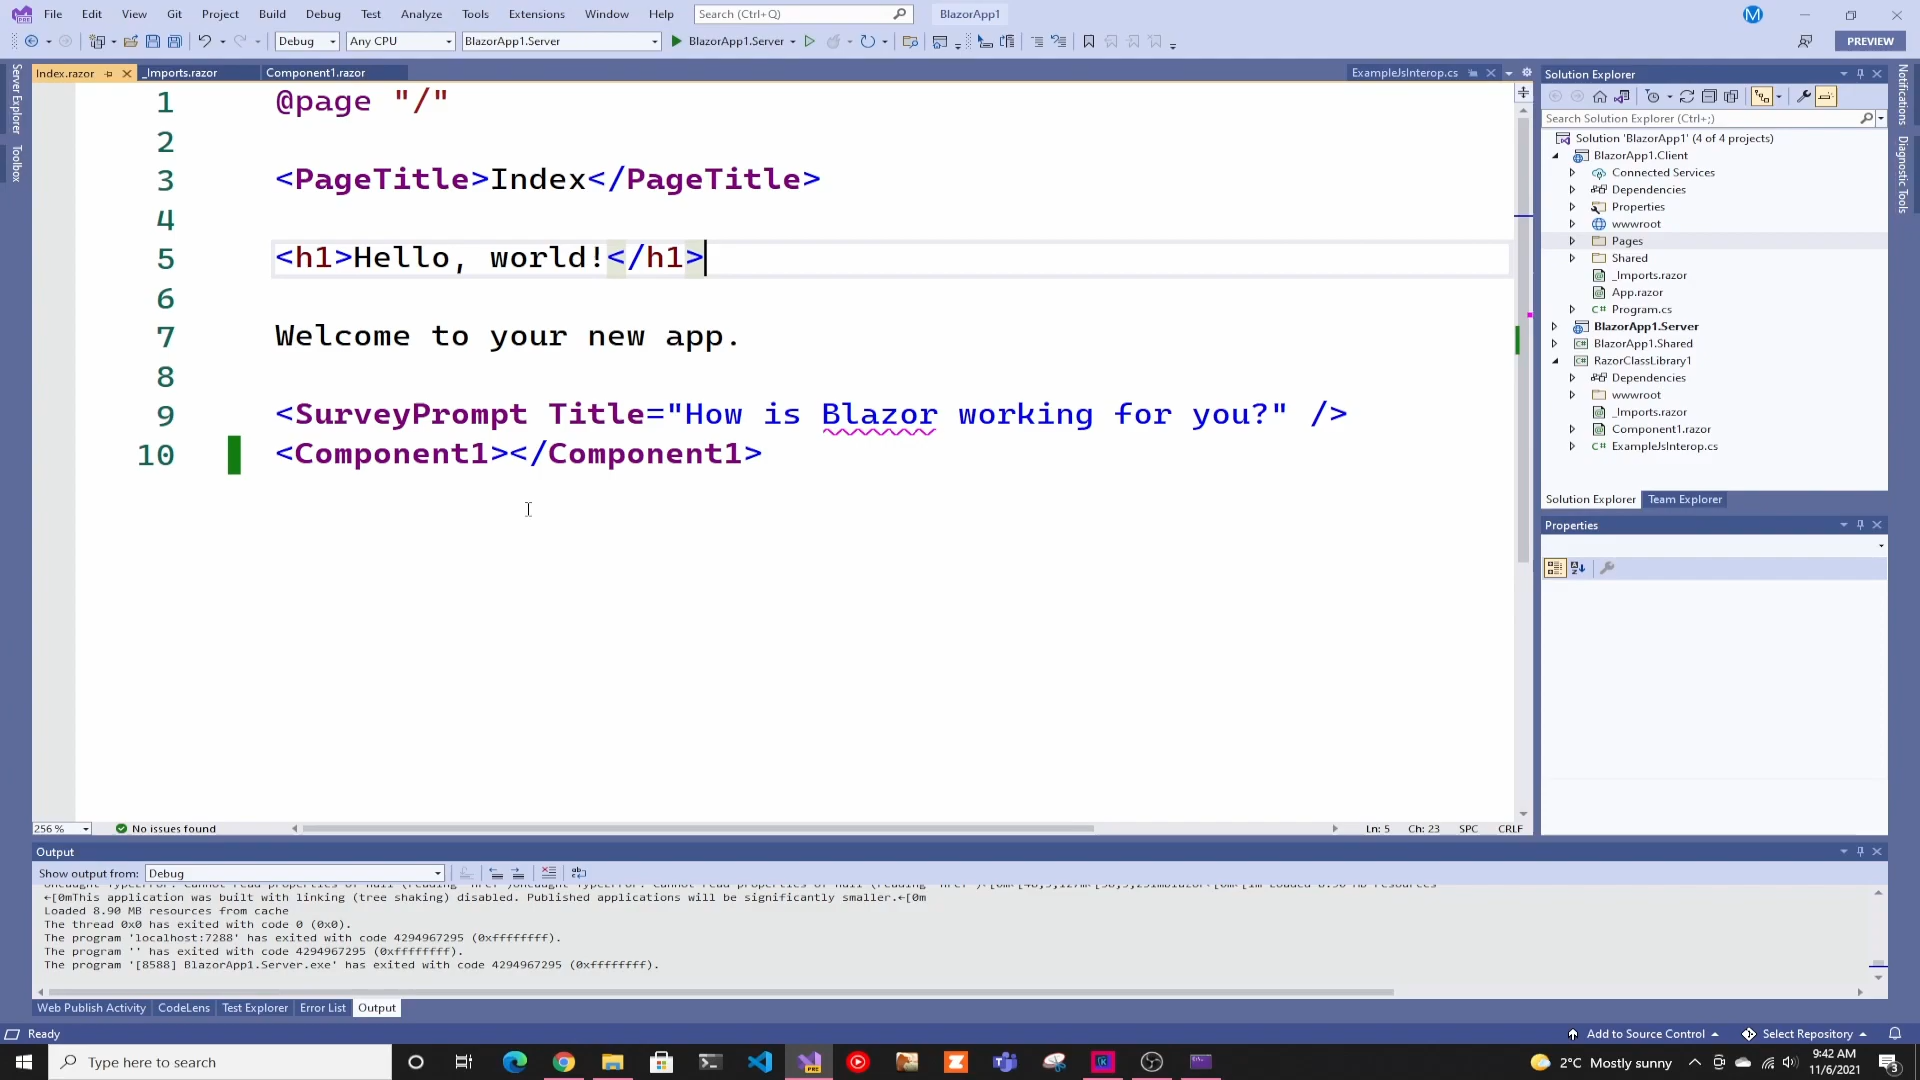 File Edit View Git Project Build Debug Test Analyze Tools Extensions Window Help Search (Ctrl+Q) BlazorApp1 M
Debug Any CPU BlazorApp1.Server BlazorApp1.Server PREVIEW
Server Explorer
Toolbox
Index.razor _Imports.razor Component1.razor ExampleJsInterop.cs
1 @page "/"
2
3 <PageTitle>Index</PageTitle>
4
5 <h1>Hello, world!</h1>
6
7 Welcome to your new app.
8
9 <SurveyPrompt Title="How is Blazor working for you?" />
10 <Component1></Component1>
256 % No issues found Ln: 5 Ch: 23 SPC CRLF
Solution Explorer
Search Solution Explorer (Ctrl+;)
Solution 'BlazorApp1' (4 of 4 projects)
BlazorApp1.Client
Connected Services
Dependencies
Properties
wwwroot
Pages
Shared
_Imports.razor
App.razor
C# Program.cs
BlazorApp1.Server
C# BlazorApp1.Shared
C# RazorClassLibrary1
Dependencies
wwwroot
_Imports.razor
Component1.razor
C# ExampleJsInterop.cs
Solution Explorer Team Explorer
Properties
Notifications
Diagnostic Tools
Output
Show output from: Debug
←[0mThis application was built with linking (tree shaking) disabled. Published applications will be significantly smaller.←[0m
Loaded 8.90 MB resources from cache
The thread 0x0 has exited with code 0 (0x0).
The program 'localhost:7288' has exited with code 4294967295 (0xffffffff).
The program '' has exited with code 4294967295 (0xffffffff).
The program '[8588] BlazorApp1.Server.exe' has exited with code 4294967295 (0xffffffff).
Web Publish Activity CodeLens Test Explorer Error List Output
Ready Add to Source Control Select Repository
Type here to search 2°C Mostly sunny 9:42 AM
11/6/2021 3